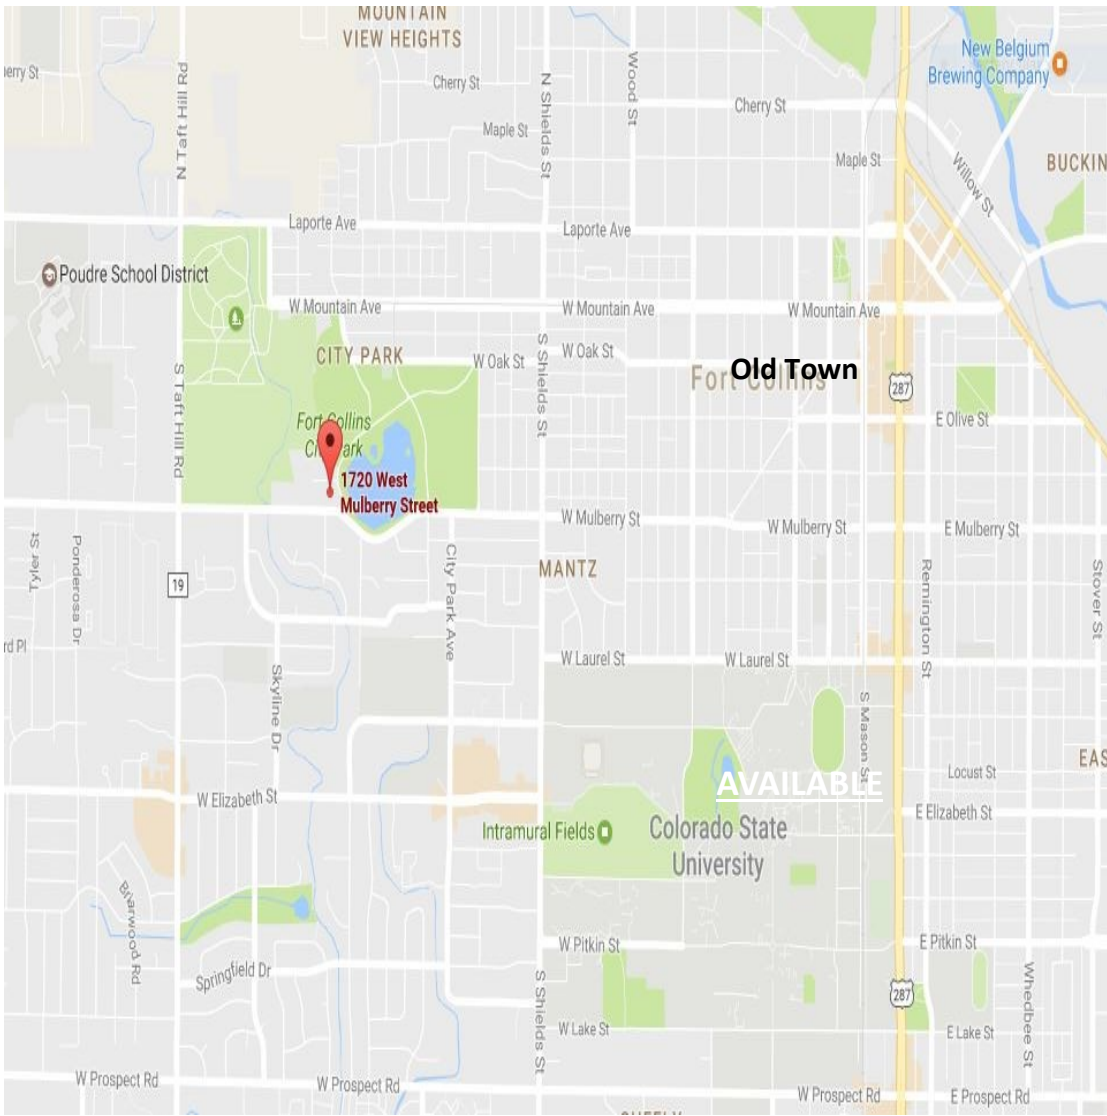 MOUNTAIN
VIEW HEIGHTS
New Belgium
Brewing Company
Cherry St
N Taft Hill Rd
N Shields St
Wood St
Cherry St
Maple St
Maple St
Willow St
BUCKIN
Laporte Ave
Laporte Ave
Poudre School District
W Mountain Ave
W Mountain Ave
W Mountain Ave
CITY PARK
W Oak St
W Oak St
S Shields St
Fort Collins
Old Town
287
S Taft Hill Rd
E Olive St
Fort Collins
City Park
1720 West
Mulberry Street
W Mulberry St
W Mulberry St
E Mulberry St
Tyler St
Ponderosa Dr
19
City Park Ave
MANTZ
Remington St
Stover St
rd Pl
W Laurel St
W Laurel St
Skyline Dr
S Mason St
EAS
Locust St
AVAILABLE
W Elizabeth St
E Elizabeth St
Intramural Fields
Colorado State
University
Briarwood Rd
W Pitkin St
E Pitkin St
Springfield Dr
S Shields St
287
Whedbee St
W Lake St
E Lake St
W Prospect Rd
W Prospect Rd
W Prospect Rd
E Prospect Rd